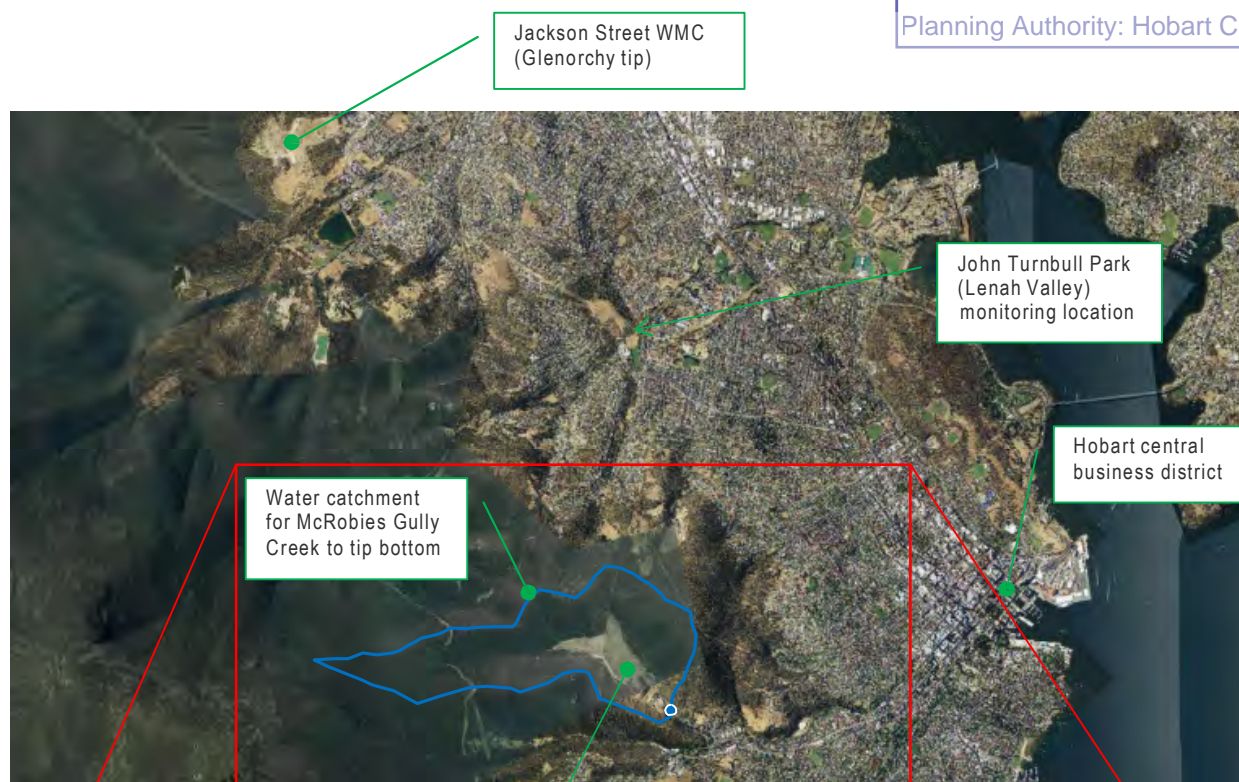 Planning Authority: Hobart C
Jackson Street WMC
(Glenorchy tip)
John Turnbull Park
(Lenah Valley)
monitoring location
Hobart central
business district
Water catchment
for McRobies Gully
Creek to tip bottom